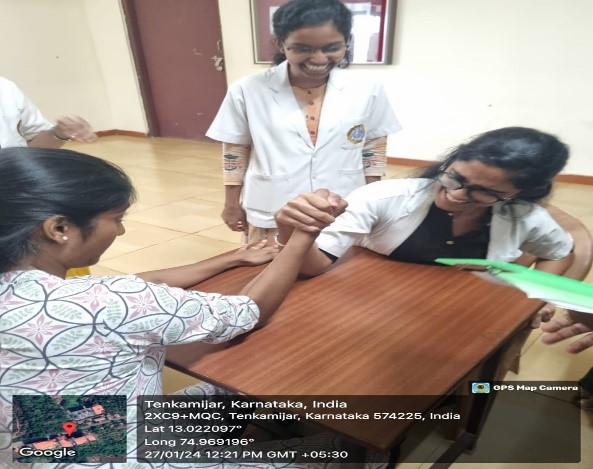 GPS Map Camera
Tenkamijar, Karnataka, India
2XC9+MQC, Tenkamijar, Karnataka 574225, India
Lat 13.022097°
Long 74.969196°
27/01/24 12:21 PM GMT +05:30
Google